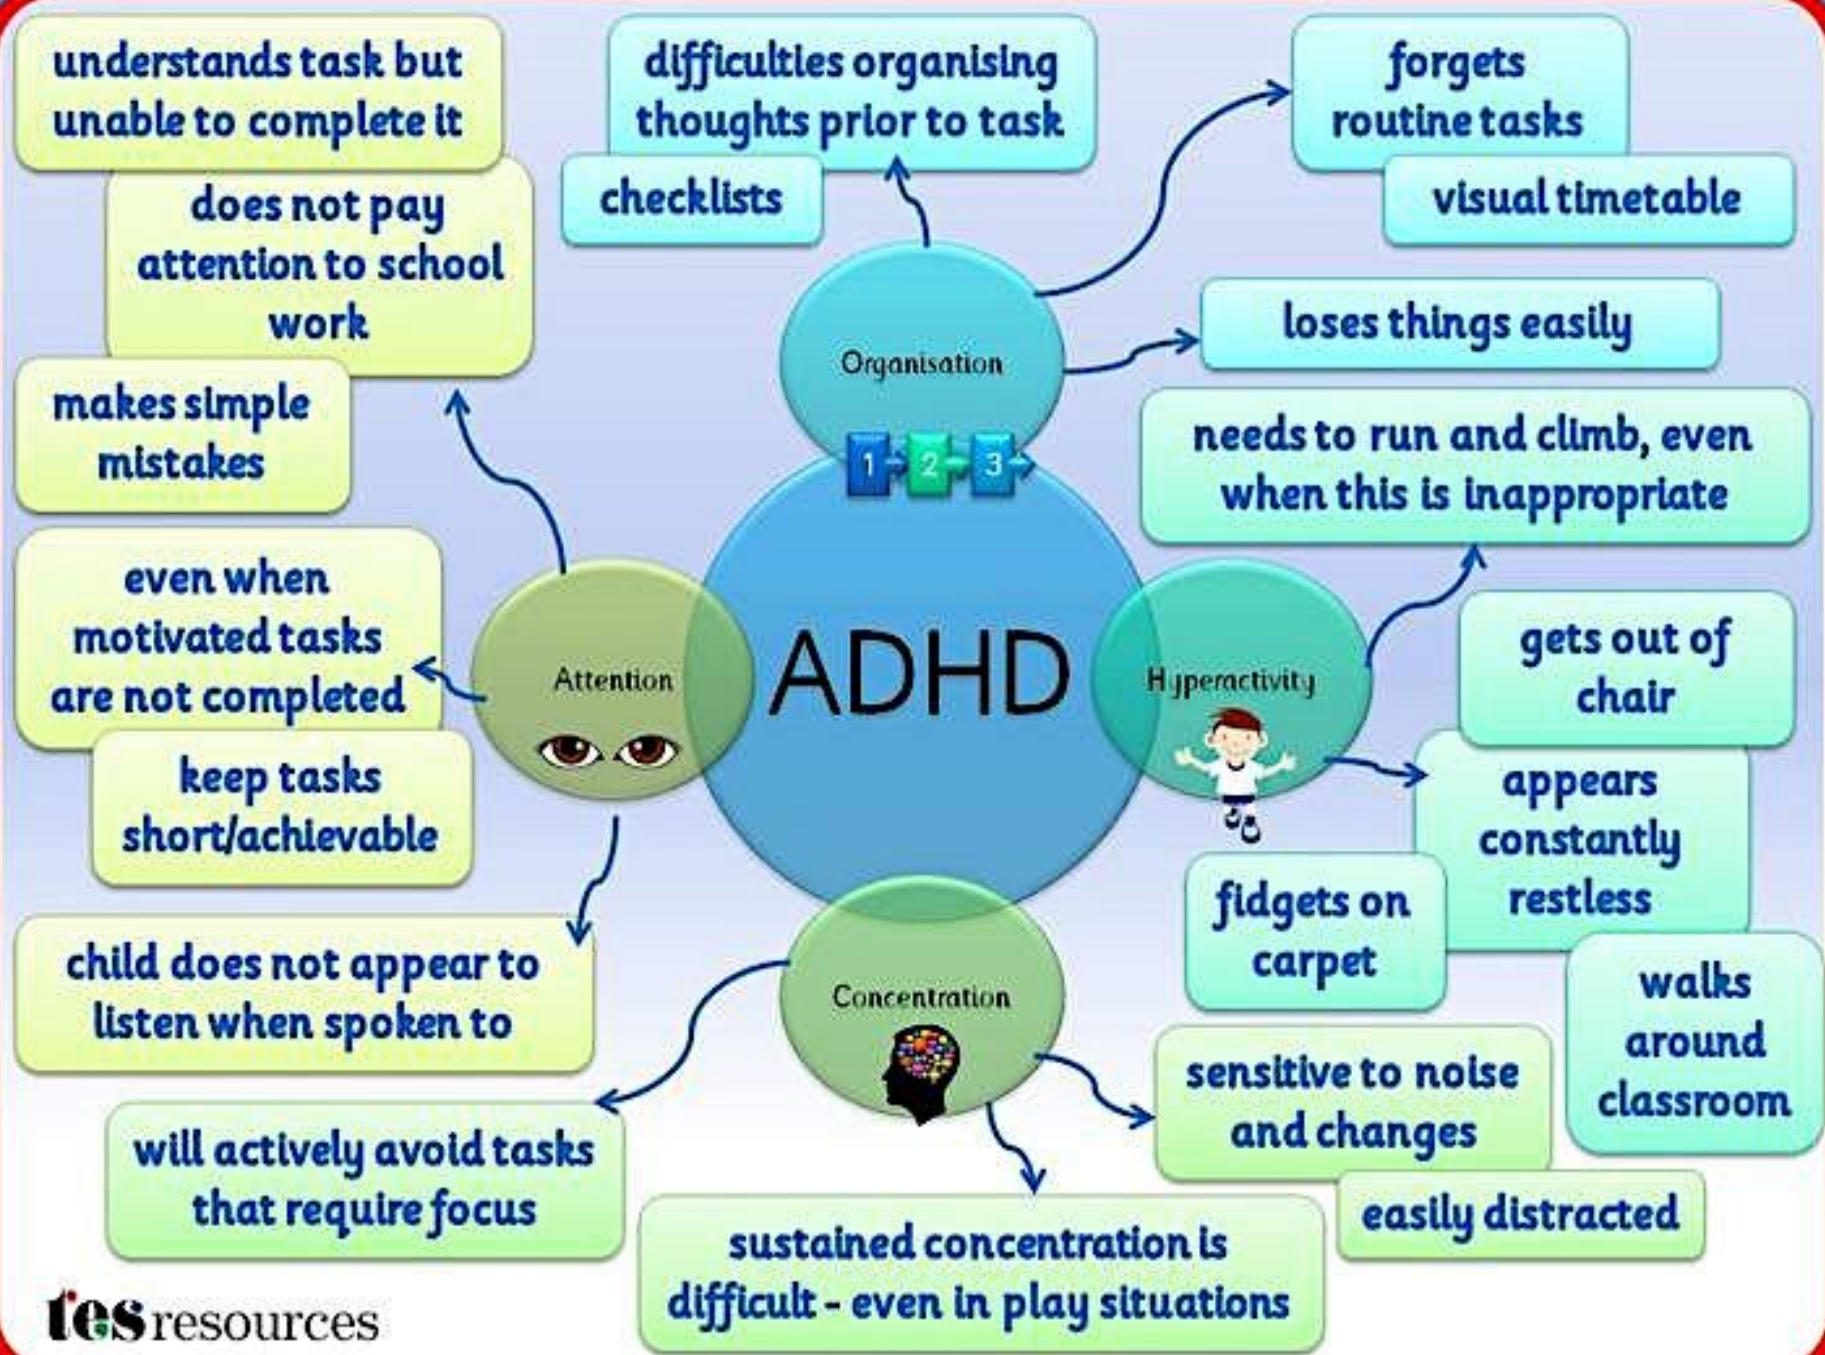 understands task but
unable to complete it
does not pay
attention to school
work
makes simple
mistakes
difficulties organising
thoughts prior to task
checklists
forgets
routine tasks
visual timetable
loses things easily
Organisation
1 2 3
needs to run and climb, even
when this is inappropriate
even when
motivated tasks
are not completed
keep tasks
short/achievable
Attention
ADHD
Hyperactivity
gets out of
chair
appears
constantly
restless
fidgets on
carpet
walks
around
classroom
child does not appear to
listen when spoken to
Concentration
sensitive to noise
and changes
easily distracted
will actively avoid tasks
that require focus
sustained concentration is
difficult - even in play situations
tes resources